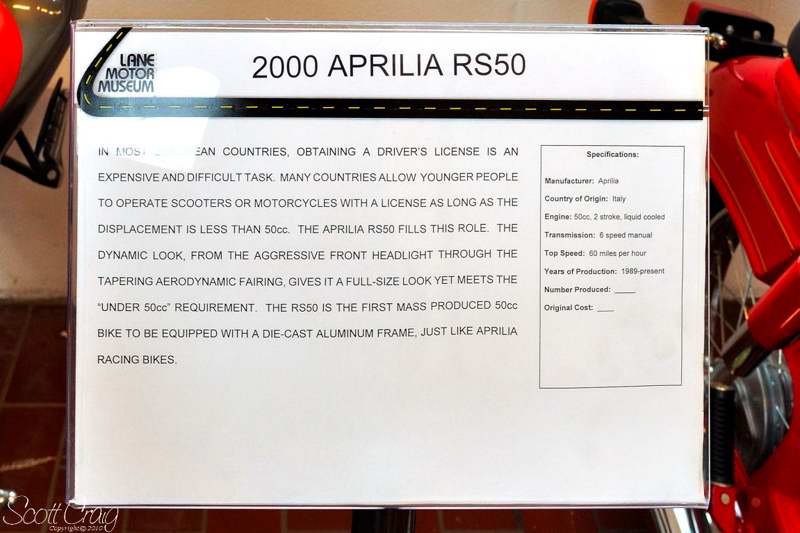 LANE
MOTOR
MUSEUM
2000 APRILIA RS50
IN MOST EUROPEAN COUNTRIES, OBTAINING A DRIVER'S LICENSE IS AN
EXPENSIVE AND DIFFICULT TASK. MANY COUNTRIES ALLOW YOUNGER PEOPLE
TO OPERATE SCOOTERS OR MOTORCYCLES WITH A LICENSE AS LONG AS THE
DISPLACEMENT IS LESS THAN 50cc. THE APRILIA RS50 FILLS THIS ROLE. THE
DYNAMIC LOOK, FROM THE AGGRESSIVE FRONT HEADLIGHT THROUGH THE
TAPERING AERODYNAMIC FAIRING, GIVES IT A FULL-SIZE LOOK YET MEETS THE
"UNDER 50cc" REQUIREMENT. THE RS50 IS THE FIRST MASS PRODUCED 50cc
BIKE TO BE EQUIPPED WITH A DIE-CAST ALUMINUM FRAME, JUST LIKE APRILIA
RACING BIKES.
Specifications:
Manufacturer: Aprilia
Country of Origin: Italy
Engine: 50cc, 2 stroke, liquid cooled
Transmission: 6 speed manual
Top Speed: 60 miles per hour
Years of Production: 1989-present
Number Produced: _____
Original Cost: ____
Scott Craig
Copyright © 2010